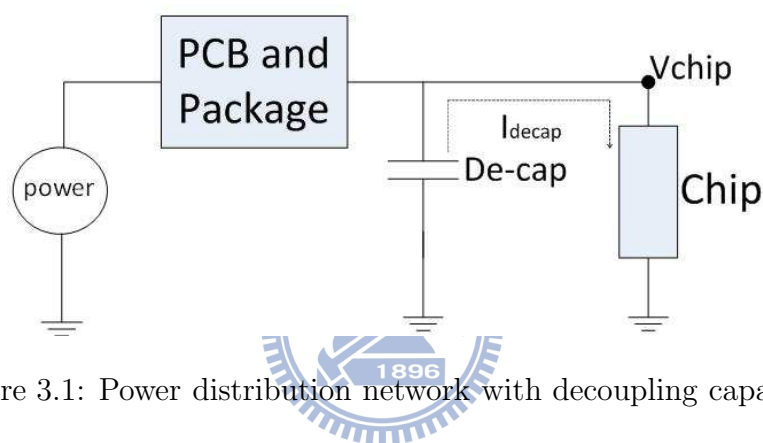 PCB and
Package
Vchip
Idecap
De-cap
power
Chip
1896
re 3.1: Power distribution network with decoupling capa